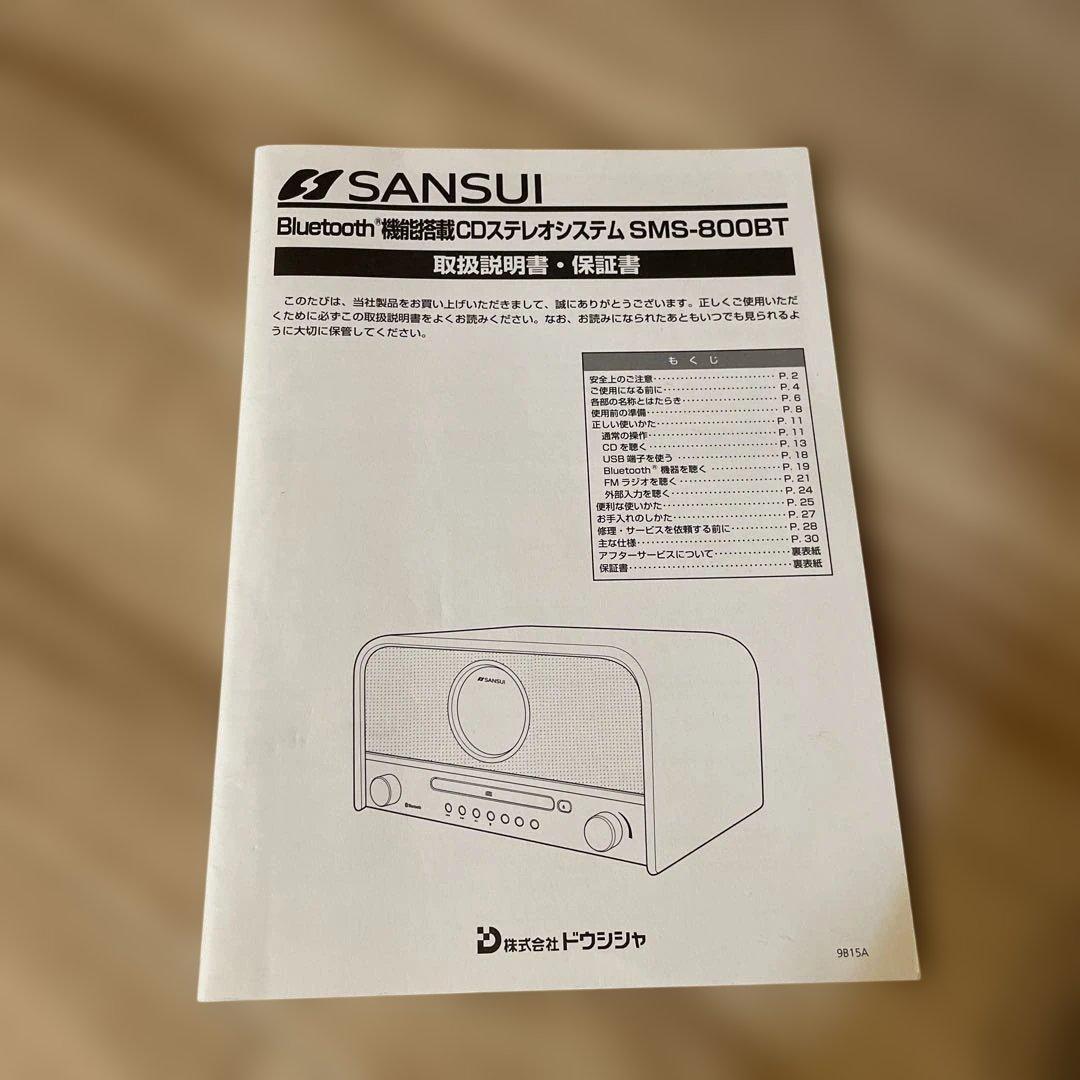 SANSUI
Bluetooth®機能搭載CDステレオシステム SMS-800BT
取扱説明書・保証書
このたびは、当社製品をお買い上げいただきまして、誠にありがとうございます。正しくご使用いただ
くために必ずこの取扱説明書をよくお読みください。なお、お読みになられたあともいつでも見られるよ
うに大切に保管してください。
もくじ
安全上のご注意 P. 2
ご使用になる前に P. 4
各部の名称とはたらき P. 6
使用前の準備 P. 8
正しい使いかた P. 11
通常の操作 P. 11
CD を聴く P. 13
USB 端子を使う P. 18
Bluetooth® 機器を聴く P. 19
FM ラジオを聴く P. 21
外部入力を聴く P. 24
便利な使いかた P. 25
お手入れのしかた P. 27
修理・サービスを依頼する前に P. 28
主な仕様 P. 30
アフターサービスについて 裏表紙
保証書 裏表紙
SANSUI
Bluetooth
株式会社ドウシシャ
9B15A